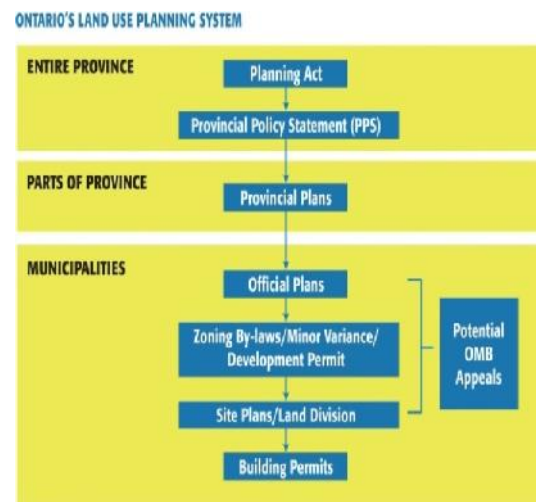 ONTARIO'S LAND USE PLANNING SYSTEM
ENTIRE PROVINCE
Planning Act
Provincial Policy Statement (PPS)
PARTS OF PROVINCE
Provincial Plans
MUNICIPALITIES
Official Plans
Zoning By-laws/Minor Variance/
Development Permit
Site Plans/Land Division
Building Permits
Potential
OMB
Appeals